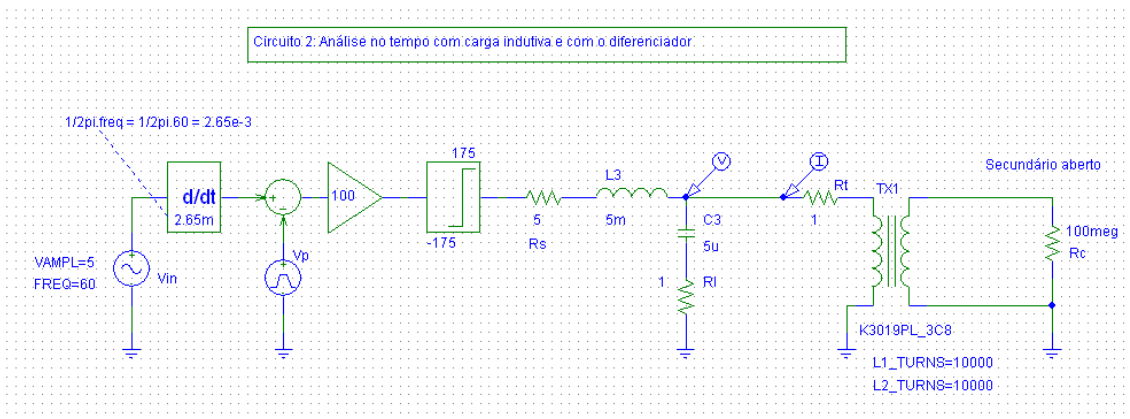 Circuito 2: Análise no tempo com carga indutiva e com o diferenciador
1/2pi.freq = 1/2pi.60 = 2.65e-3
d/dt
2.65m
VAMPL=5
FREQ=60
Vin
+
-
Vp
100
175
-175
5
Rs
L3
5m
V
C3
5u
1
Rl
I
Rt
1
TX1
K3019PL_3C8
L1_TURNS=10000
L2_TURNS=10000
Secundário aberto
100meg
Rc